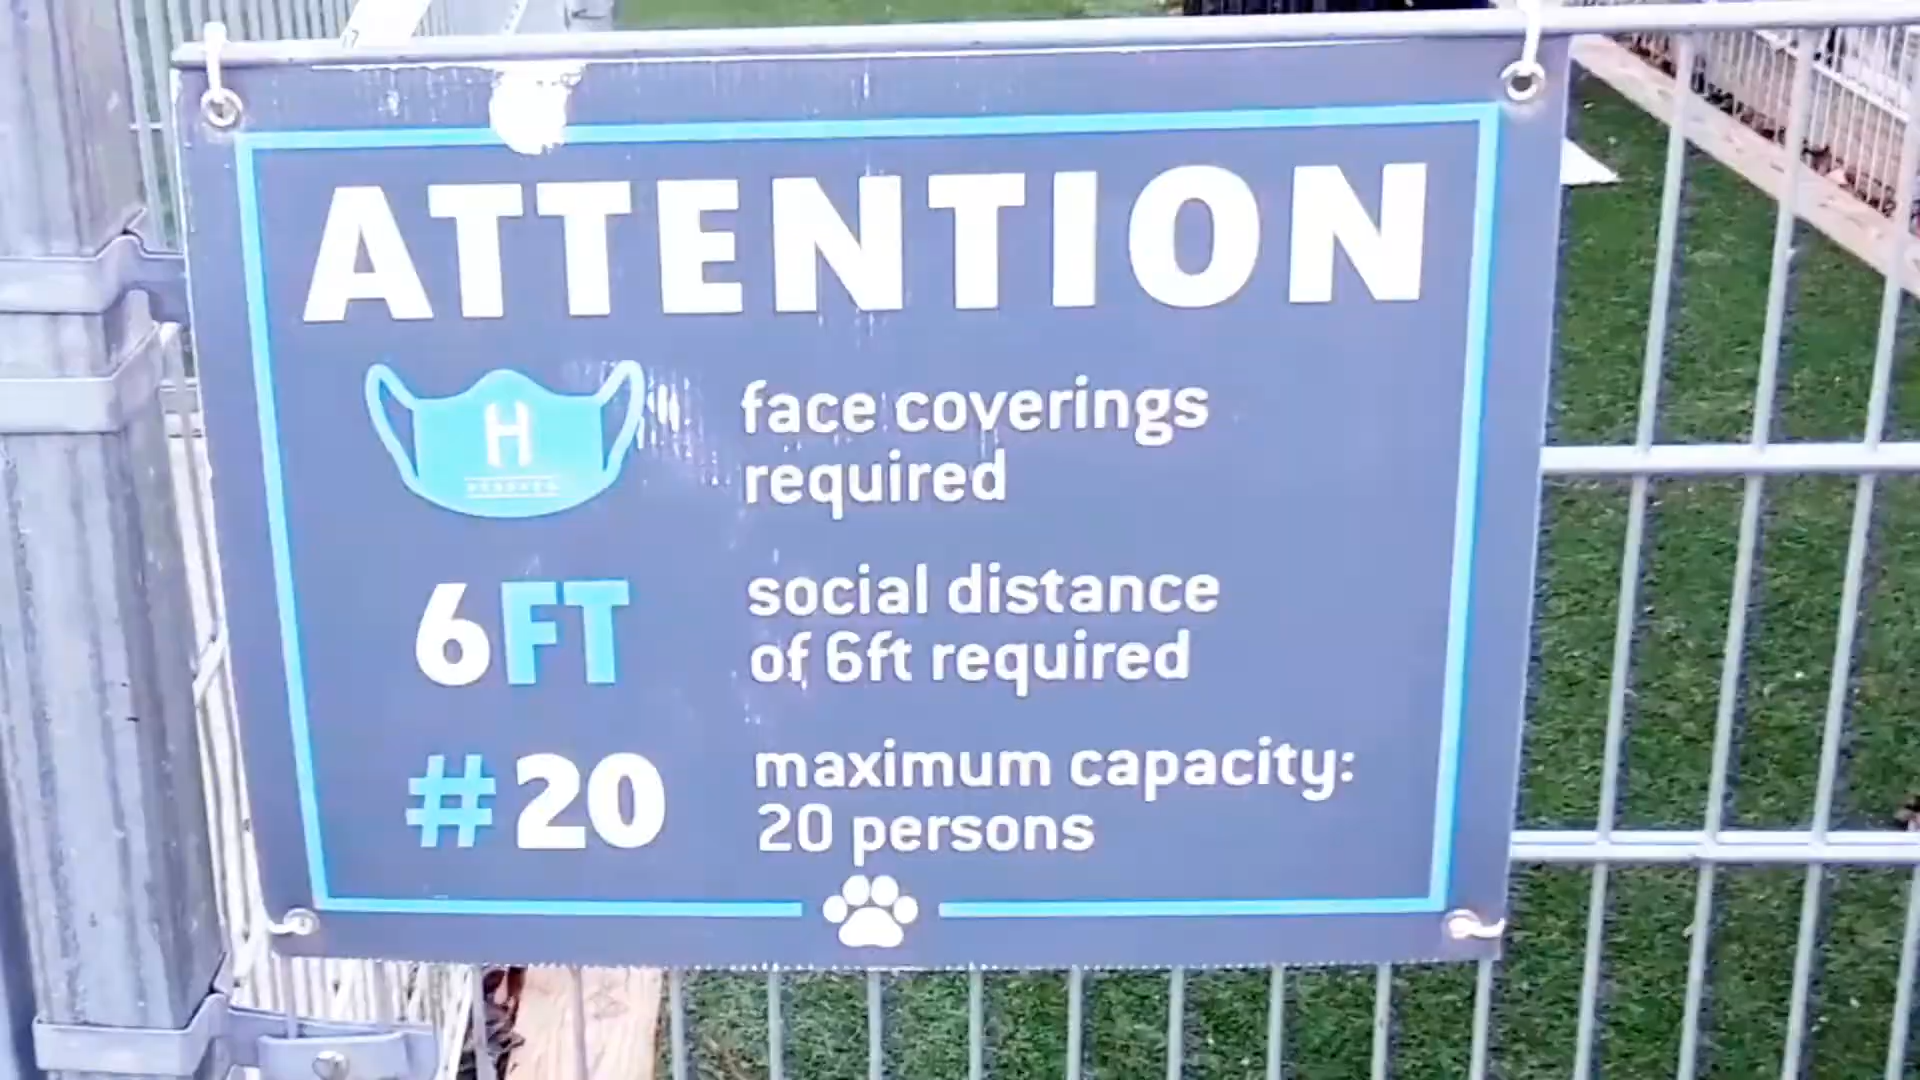 ATTENTION
H
face coverings
required
6FT
social distance
of 6ft required
#20
maximum capacity:
20 persons